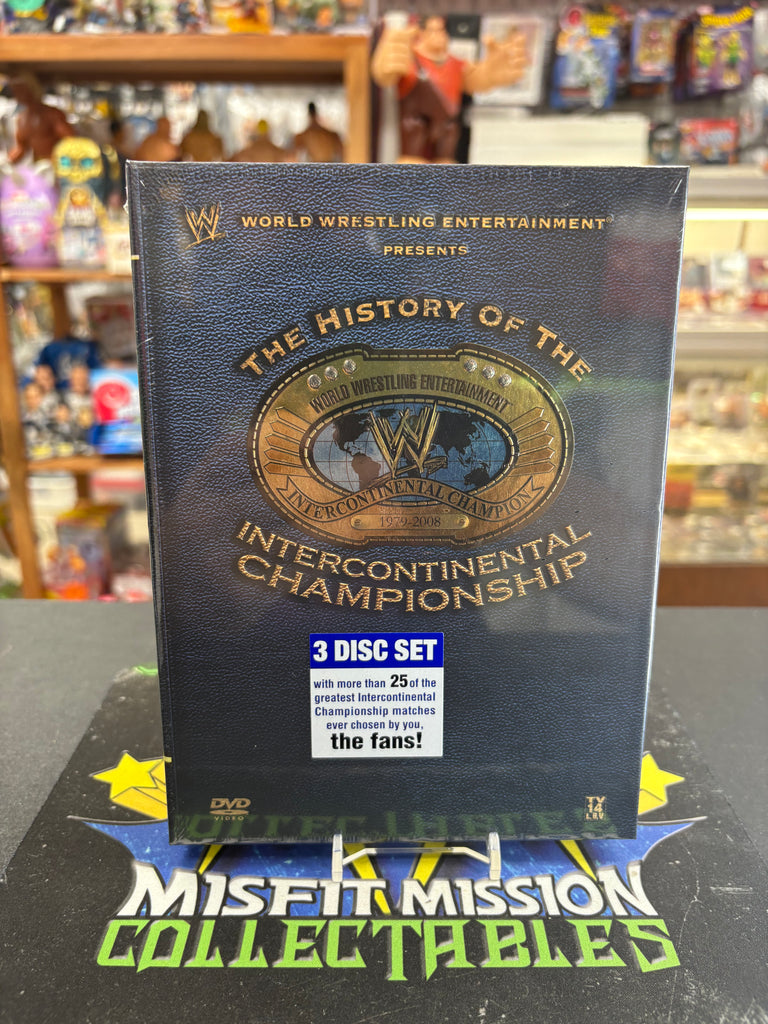 W WORLD WRESTLING ENTERTAINMENT®
PRESENTS
THE HISTORY OF THE
WORLD WRESTLING ENTERTAINMENT
W
INTERCONTINENTAL CHAMPION
1979-2008
INTERCONTINENTAL
CHAMPIONSHIP
3 DISC SET
with more than 25 of the
greatest Intercontinental
Championship matches
ever chosen by you,
the fans!
DVD
VIDEO
TV
14
L,V
MISFIT MISSION
COLLECTABLES